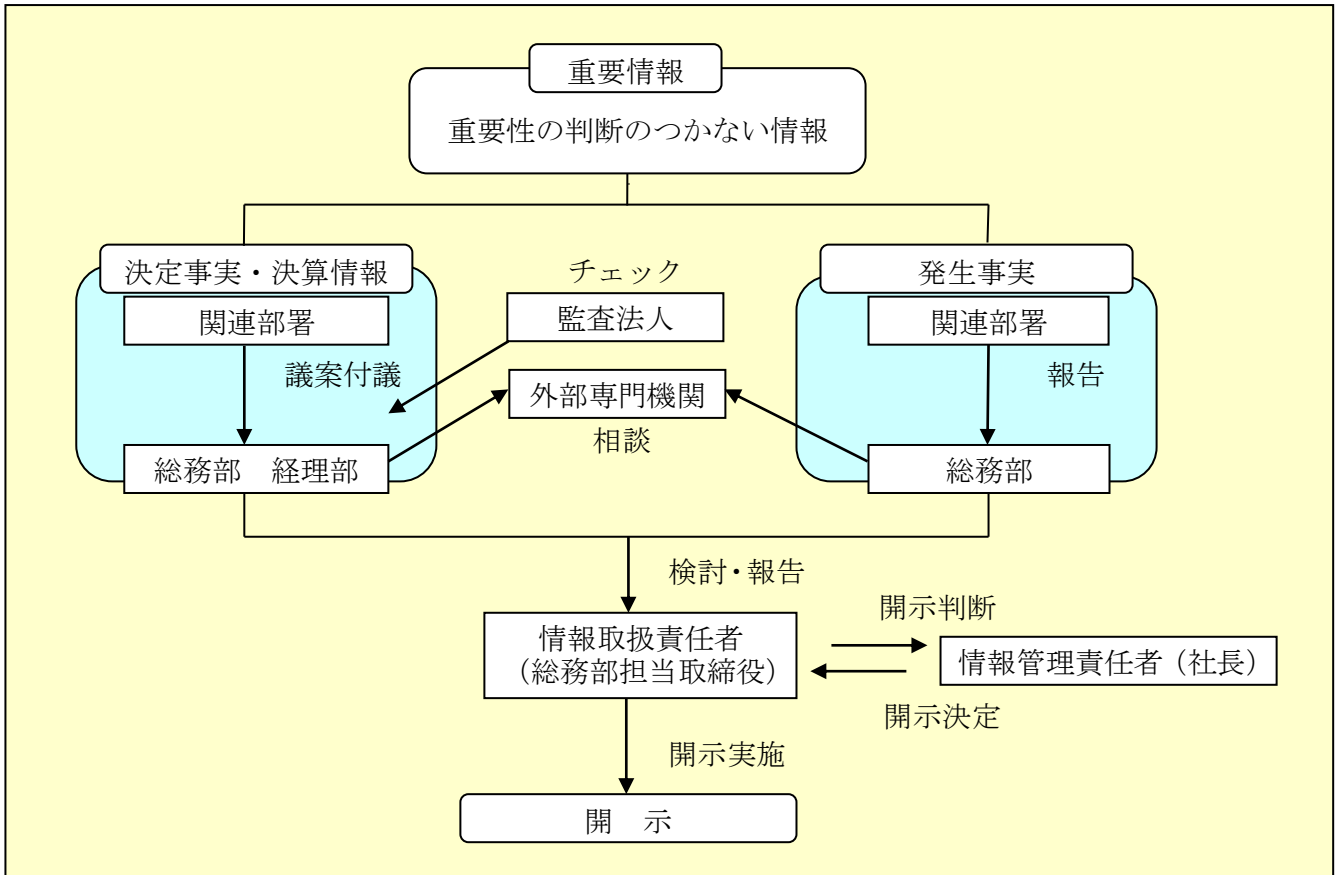 重要情報
重要性の判断のつかない情報
決定事実・決算情報
関連部署
議案付議
総務部　経理部
チェック
監査法人
外部専門機関
相談
発生事実
関連部署
報告
総務部
検討・報告
情報取扱責任者
（総務部担当取締役）
開示判断
情報管理責任者（社長）
開示決定
開示実施
開　示